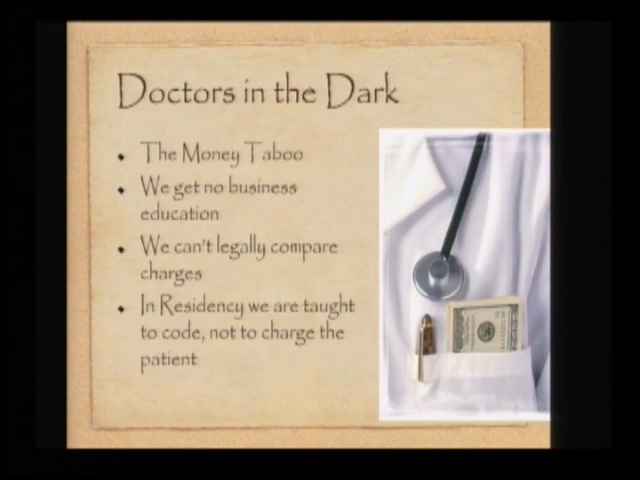 Doctors in the Dark
• The Money Taboo
• We get no business
education
• We can't legally compare
charges
• In Residency we are taught
to code, not to charge the
patient